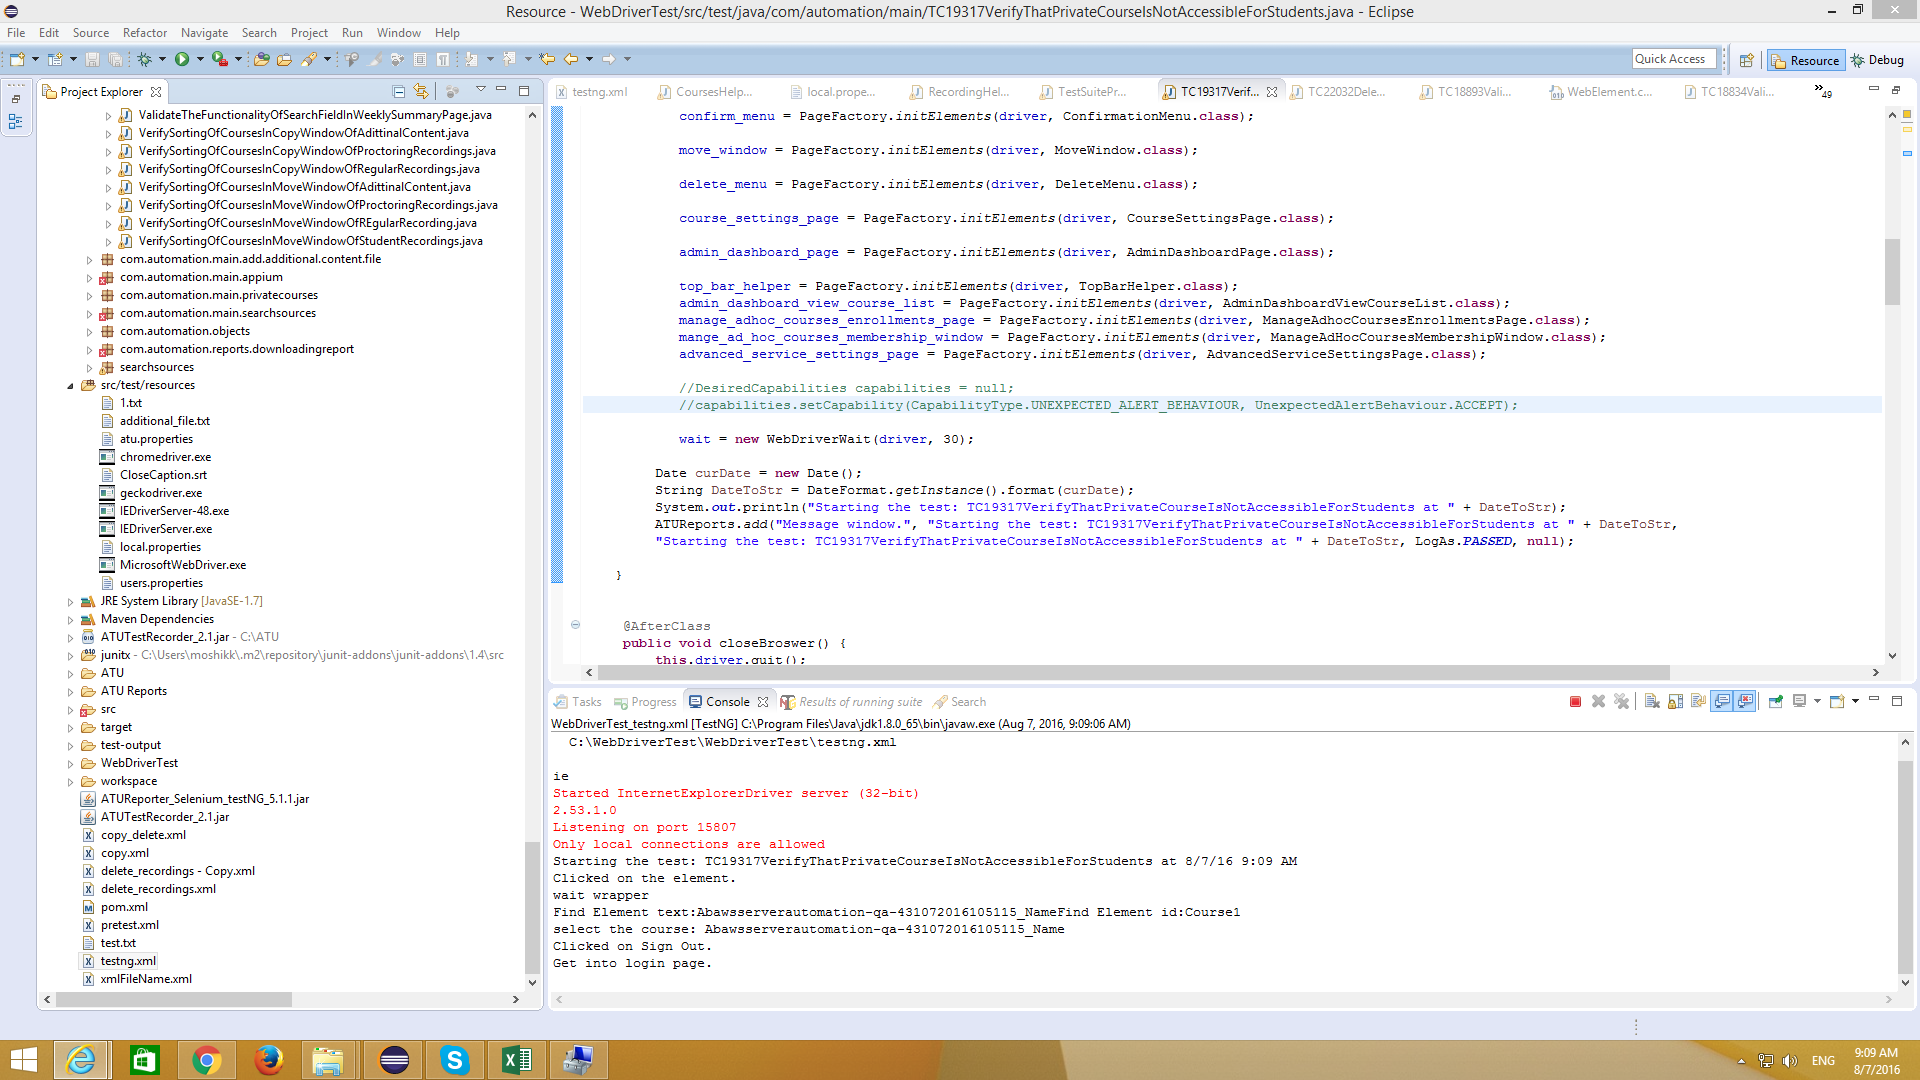 Resource - WebDriverTest/src/test/java/com/automation/main/TC19317VerifyThatPrivateCourseIsNotAccessibleForStudents.java - Eclipse
File Edit Source Refactor Navigate Search Project Run Window Help
Quick Access
Resource
Debug
Project Explorer
ValidateTheFunctionalityOfSearchFieldInWeeklySummaryPage.java
VerifySortingOfCoursesInCopyWindowOfAdittinalContent.java
VerifySortingOfCoursesInCopyWindowOfProctoringRecordings.java
VerifySortingOfCoursesInCopyWindowOfRegularRecordings.java
VerifySortingOfCoursesInMoveWindowOfAdittinalContent.java
VerifySortingOfCoursesInMoveWindowOfProctoringRecordings.java
VerifySortingOfCoursesInMoveWindowOfREgularRecording.java
VerifySortingOfCoursesInMoveWindowOfStudentRecordings.java
com.automation.main.add.additional.content.file
com.automation.main.appium
com.automation.main.privatecourses
com.automation.main.searchsources
com.automation.objects
com.automation.reports.downloadingreport
searchsources
src/test/resources
1.txt
additional_file.txt
atu.properties
chromedriver.exe
CloseCaption.srt
geckodriver.exe
IEDriverServer-48.exe
IEDriverServer.exe
local.properties
MicrosoftWebDriver.exe
users.properties
JRE System Library [JavaSE-1.7]
Maven Dependencies
ATUTestRecorder_2.1.jar - C:\ATU
junitx - C:\Users\moshikk\.m2\repository\junit-addons\junit-addons\1.4\src
ATU
ATU Reports
src
target
test-output
WebDriverTest
workspace
ATUReporter_Selenium_testNG_5.1.1.jar
ATUTestRecorder_2.1.jar
copy_delete.xml
copy.xml
delete_recordings - Copy.xml
delete_recordings.xml
pom.xml
pretest.xml
test.txt
testng.xml
xmlFileName.xml
testng.xml CoursesHelp... local.prope... RecordingHel... TestSuitePr... TC19317Verif... TC22032Dele... TC18893Vali... WebElement.c... TC18834Vali... 49
confirm_menu = PageFactory.initElements(driver, ConfirmationMenu.class);
move_window = PageFactory.initElements(driver, MoveWindow.class);
delete_menu = PageFactory.initElements(driver, DeleteMenu.class);
course_settings_page = PageFactory.initElements(driver, CourseSettingsPage.class);
admin_dashboard_page = PageFactory.initElements(driver, AdminDashboardPage.class);
top_bar_helper = PageFactory.initElements(driver, TopBarHelper.class);
admin_dashboard_view_course_list = PageFactory.initElements(driver, AdminDashboardViewCourseList.class);
manage_adhoc_courses_enrollments_page = PageFactory.initElements(driver, ManageAdhocCoursesEnrollmentsPage.class);
mange_ad_hoc_courses_membership_window = PageFactory.initElements(driver, ManageAdHocCoursesMembershipWindow.class);
advanced_service_settings_page = PageFactory.initElements(driver, AdvancedServiceSettingsPage.class);
//DesiredCapabilities capabilities = null;
//capabilities.setCapability(CapabilityType.UNEXPECTED_ALERT_BEHAVIOUR, UnexpectedAlertBehaviour.ACCEPT);
wait = new WebDriverWait(driver, 30);
Date curDate = new Date();
String DateToStr = DateFormat.getInstance().format(curDate);
System.out.println("Starting the test: TC19317VerifyThatPrivateCourseIsNotAccessibleForStudents at " + DateToStr);
ATUReports.add("Message window.", "Starting the test: TC19317VerifyThatPrivateCourseIsNotAccessibleForStudents at " + DateToStr,
"Starting the test: TC19317VerifyThatPrivateCourseIsNotAccessibleForStudents at " + DateToStr, LogAs.PASSED, null);
}
@AfterClass
public void closeBroswer() {
this.driver.quit();
Tasks Progress Console Results of running suite Search
WebDriverTest_testng.xml [TestNG] C:\Program Files\Java\jdk1.8.0_65\bin\javaw.exe (Aug 7, 2016, 9:09:06 AM)
C:\WebDriverTest\WebDriverTest\testng.xml
ie
Started InternetExplorerDriver server (32-bit)
2.53.1.0
Listening on port 15807
Only local connections are allowed
Starting the test: TC19317VerifyThatPrivateCourseIsNotAccessibleForStudents at 8/7/16 9:09 AM
Clicked on the element.
wait wrapper
Find Element text:Abawsserverautomation-qa-431072016105115_NameFind Element id:Course1
select the course: Abawsserverautomation-qa-431072016105115_Name
Clicked on Sign Out.
Get into login page.
ENG
9:09 AM
8/7/2016